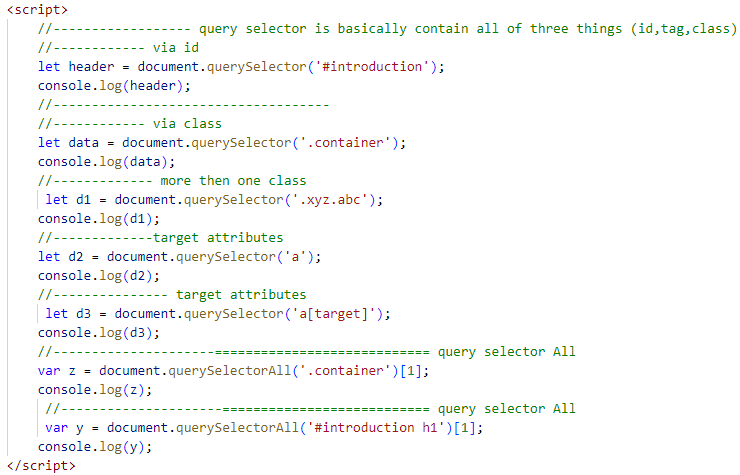 <script>
//------------------ query selector is basically contain all of three things (id,tag,class)
//------------ via id
let header = document.querySelector('#introduction');
console.log(header);
//------------------------------------
//------------ via class
let data = document.querySelector('.container');
console.log(data);
//------------- more then one class
let d1 = document.querySelector('.xyz.abc');
console.log(d1);
//-------------target attributes
let d2 = document.querySelector('a');
console.log(d2);
//--------------- target attributes
let d3 = document.querySelector('a[target]');
console.log(d3);
//---------------------============================ query selector All
var z = document.querySelectorAll('.container')[1];
console.log(z);
//---------------------=========================== query selector All
var y = document.querySelectorAll('#introduction h1')[1];
console.log(y);
</script>